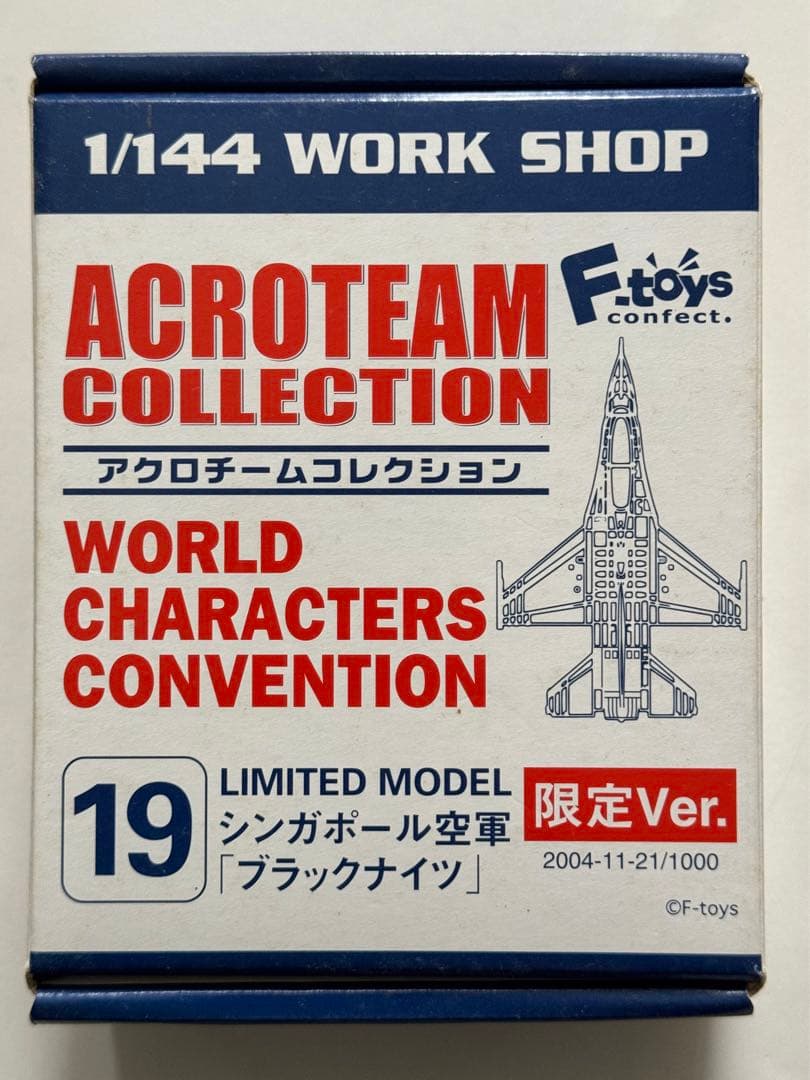 1/144 WORK SHOP
ACROTEAM
COLLECTION
F-toys
confect.
アクロチームコレクション
WORLD
CHARACTERS
CONVENTION
19
LIMITED MODEL
シンガポール空軍
「ブラックナイツ」
限定Ver.
2004-11-21/1000
©F-toys